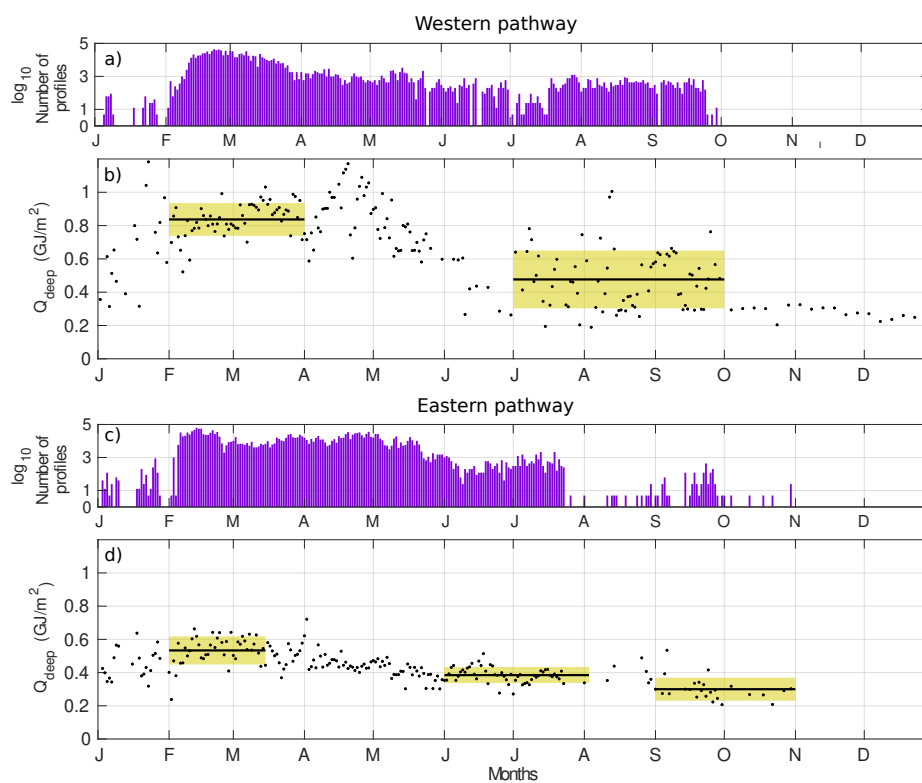 Western pathway
a)
log10
Number of
profiles
5
3
1
0
J F M A M J J A S O N D
b)
Q_deep (GJ/m²)
1
0.8
0.6
0.4
0.2
0
J F M A M J J A S O N D
Eastern pathway
c)
log10
Number of
profiles
5
3
1
0
J F M A M J J A S O N D
d)
Q_deep (GJ/m²)
1
0.8
0.6
0.4
0.2
0
J F M A M J J A S O N D
Months